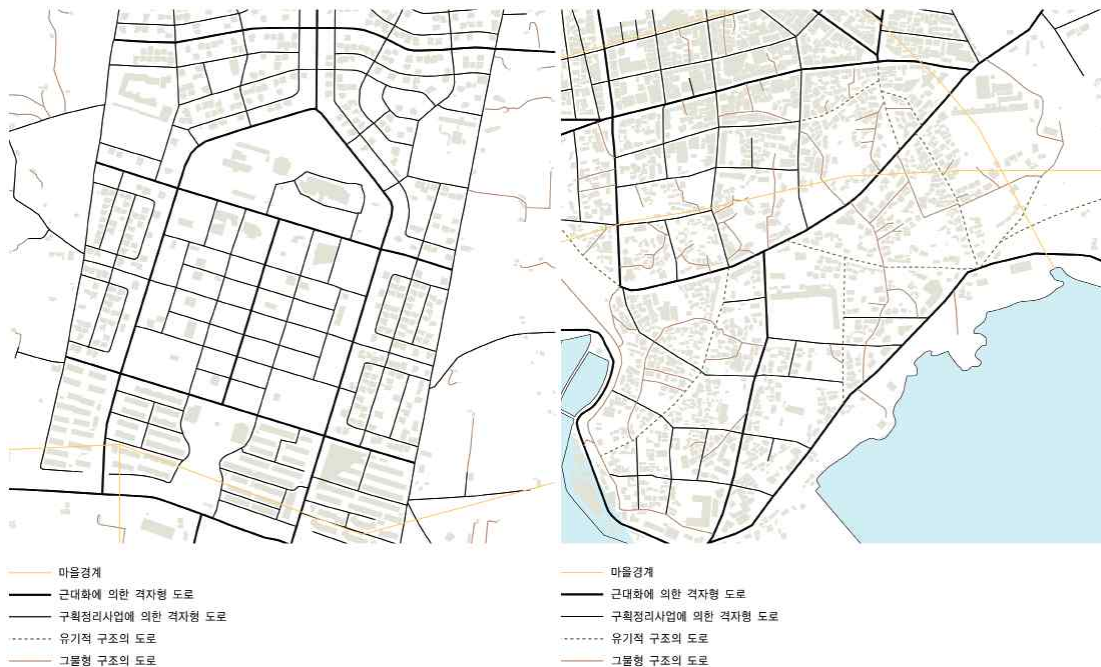 마을경계
근대화에 의한 격자형 도로
구획정리사업에 의한 격자형 도로
유기적 구조의 도로
그물형 구조의 도로
마을경계
근대화에 의한 격자형 도로
구획정리사업에 의한 격자형 도로
유기적 구조의 도로
그물형 구조의 도로